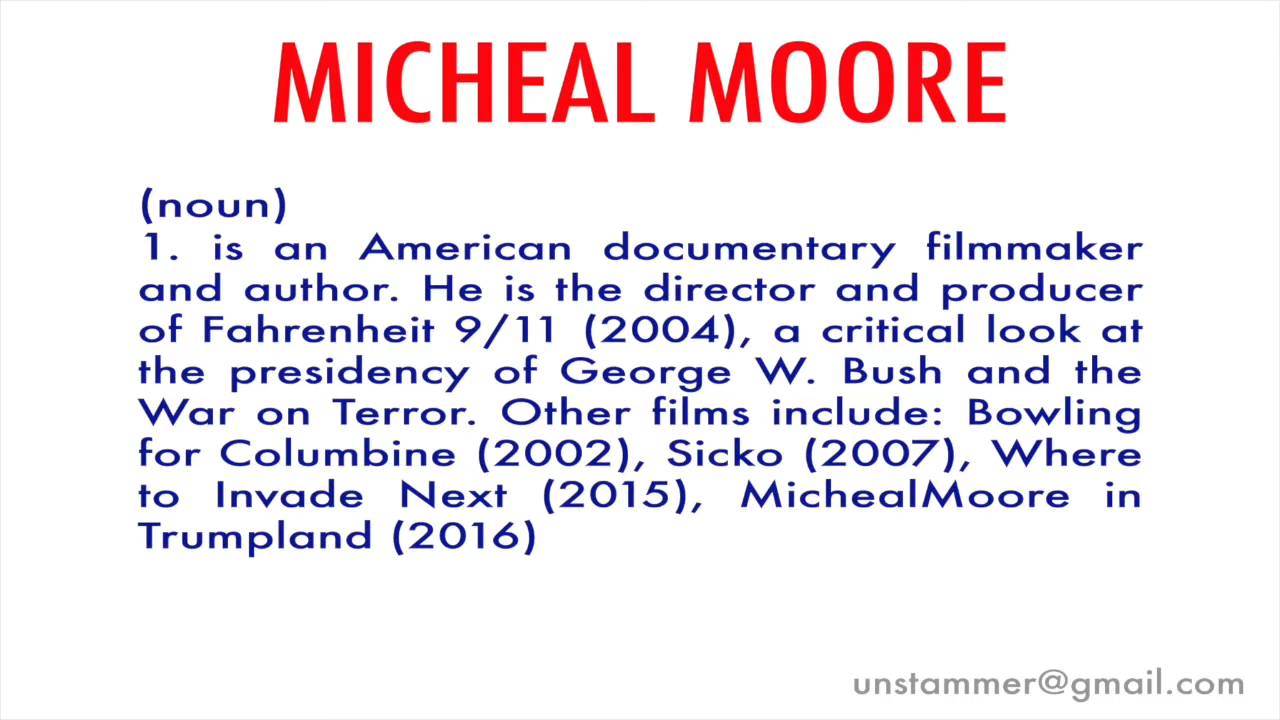 MICHEAL MOORE
(noun)
1. is an American documentary filmmaker
and author. He is the director and producer
of Fahrenheit 9/11 (2004), a critical look at
the presidency of George W. Bush and the
War on Terror. Other films include: Bowling
for Columbine (2002), Sicko (2007), Where
to Invade Next (2015), MichealMoore in
Trumpland (2016)
unstammer@gmail.com